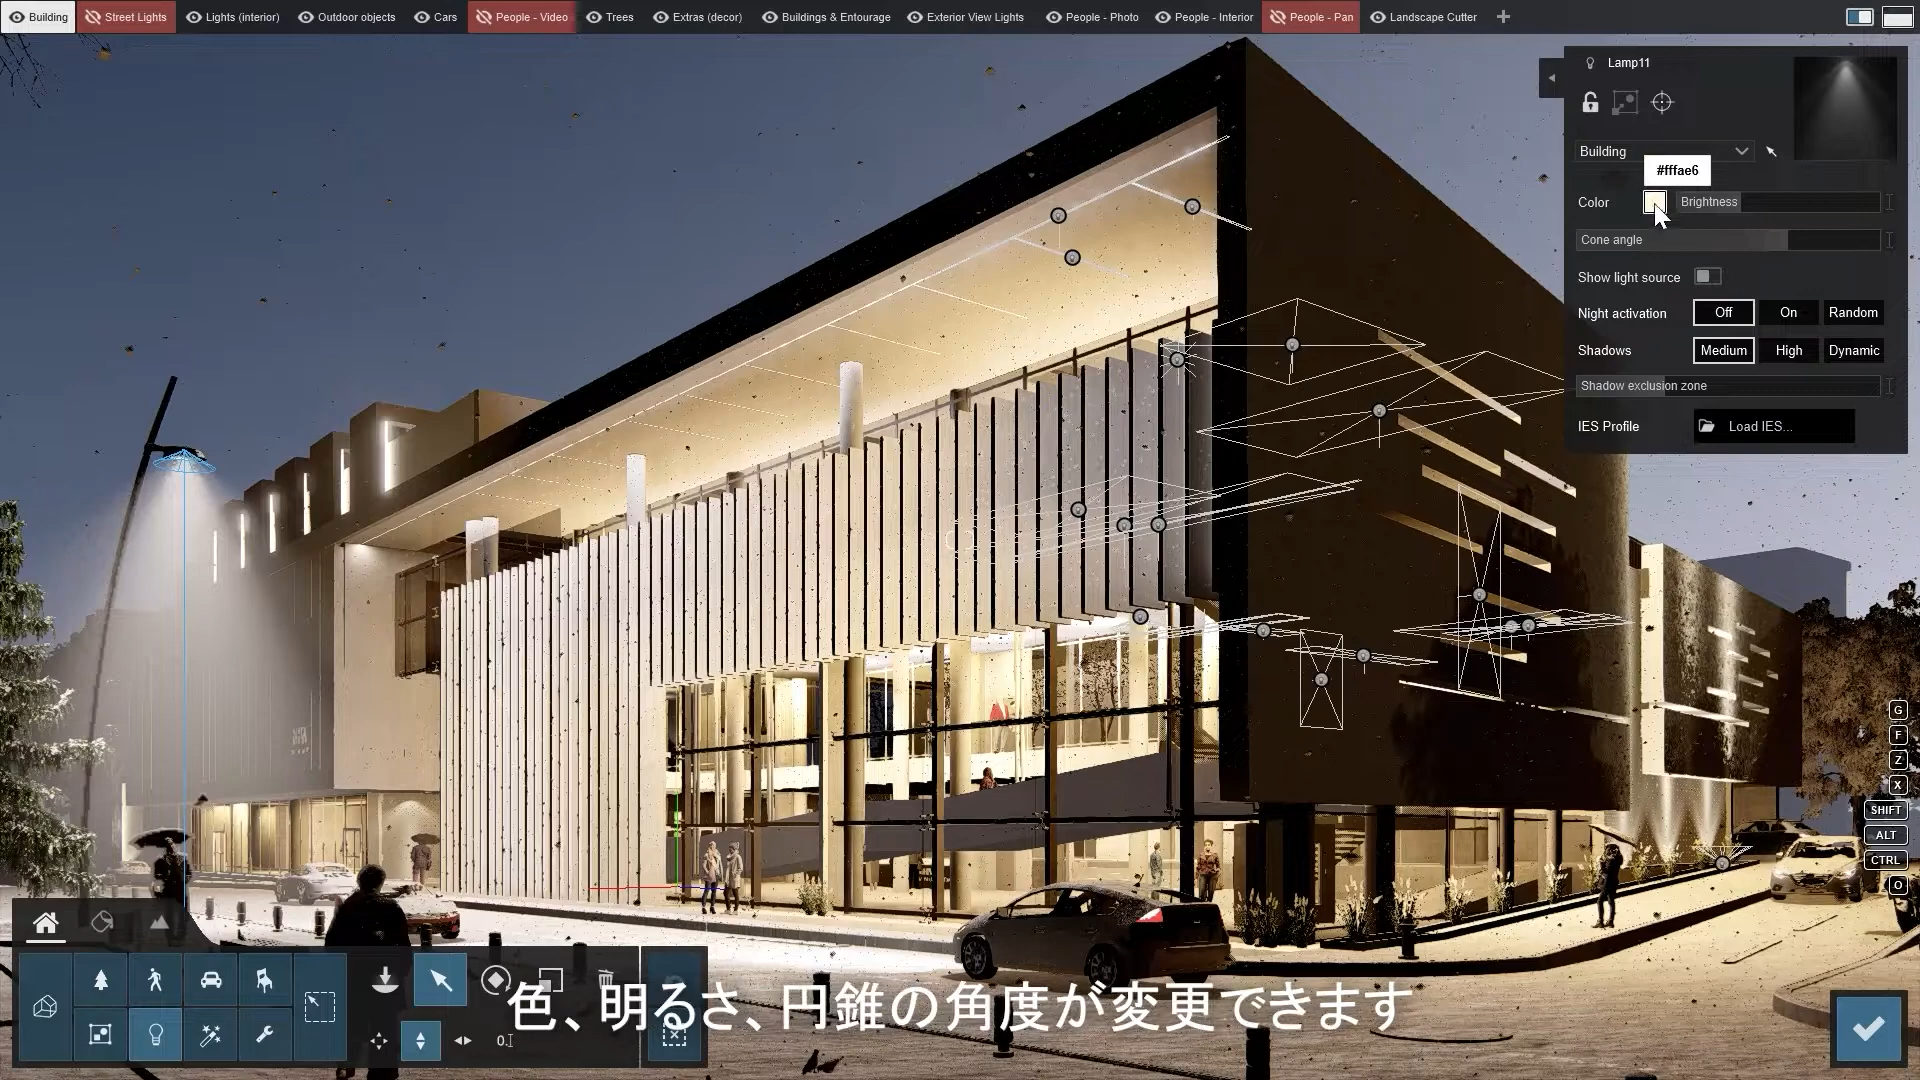 Building Street Lights Lights (interior) Outdoor objects Cars People - Video Trees Extras (decor) Buildings & Entourage Exterior View Lights People - Photo People - Interior People - Pan Landscape Cutter
Lamp11
Building
#fffae6
Color Brightness
Cone angle
Show light source
Night activation Off On Random
Shadows Medium High Dynamic
Shadow exclusion zone
IES Profile Load IES...
G
F
Z
X
SHIFT
ALT
CTRL
O
色、明るさ、円錐の角度が変更できます